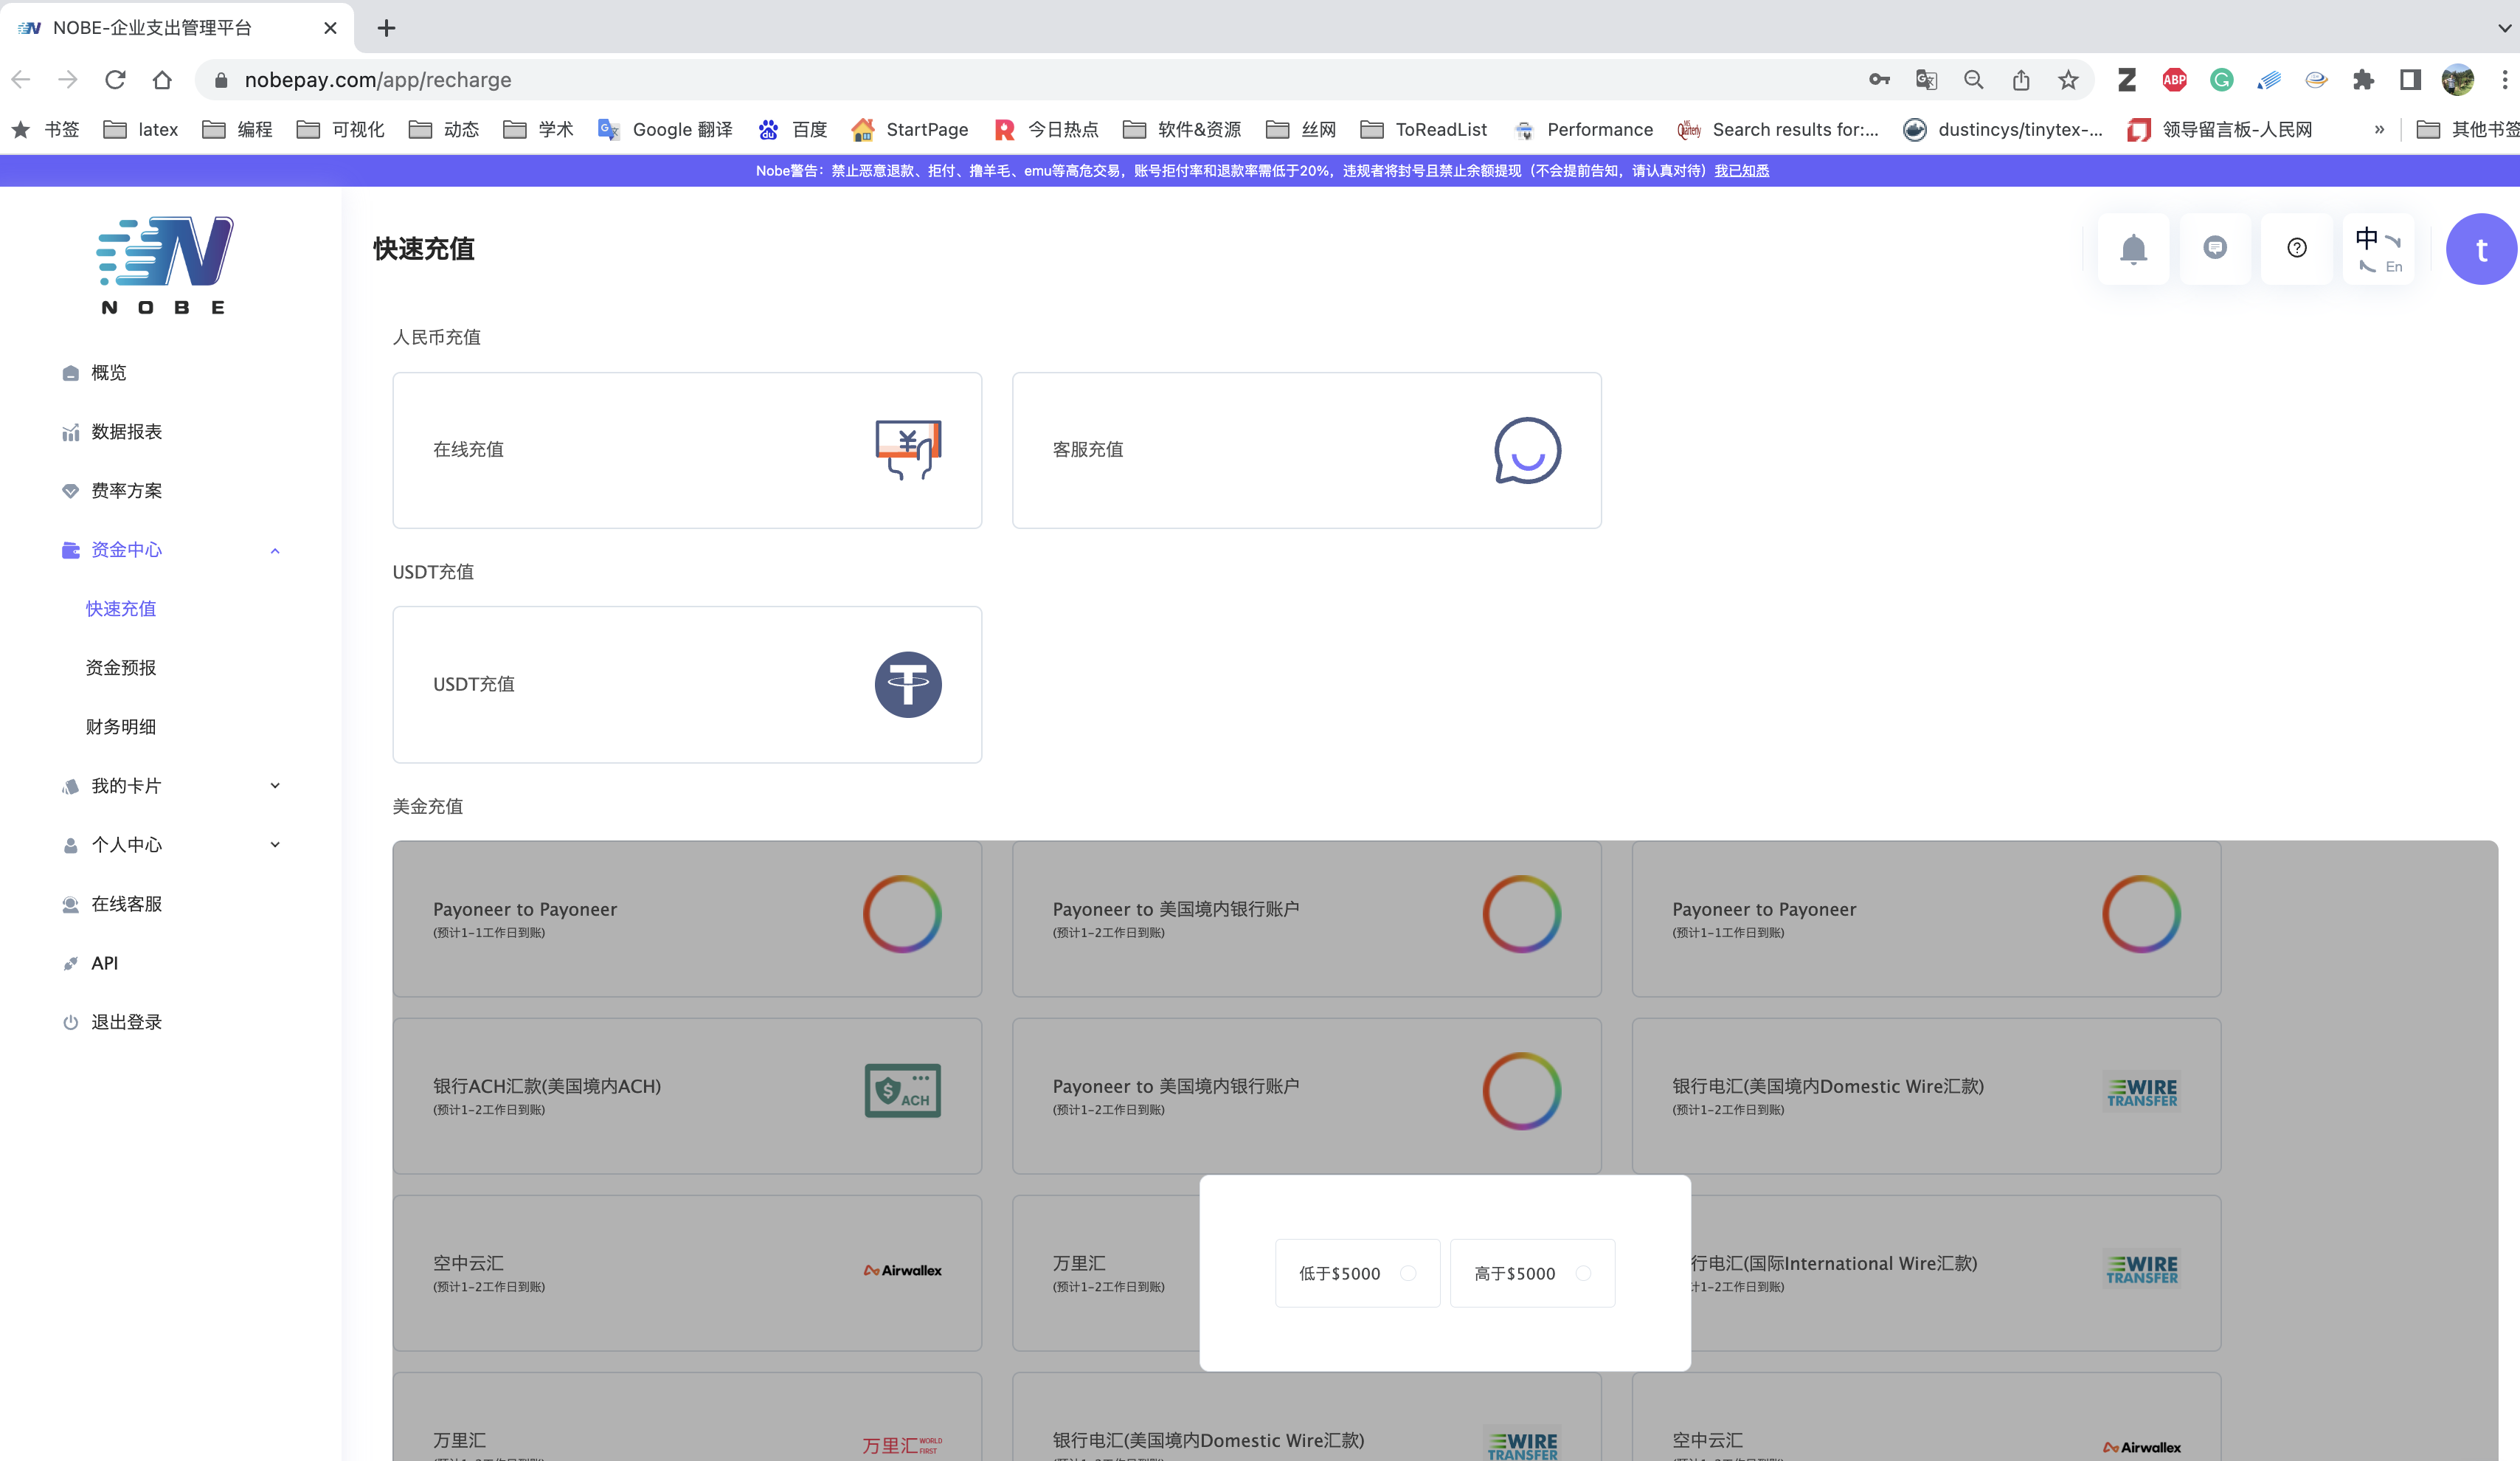 NOBE-企业支出管理平台
nobepay.com/app/recharge
书签 latex 编程 可视化 动态 学术 Google 翻译 百度 StartPage 今日热点 软件&资源 丝网 ToReadList Performance Search results for:... dustincys/tinytex-... 领导留言板-人民网 » 其他书签
Nobe警告：禁止恶意退款、拒付、撸羊毛、emu等高危交易，账号拒付率和退款率需低于20%，违规者将封号且禁止余额提现（不会提前告知，请认真对待）我已知悉
NOBE
快速充值
中 En
t
概览
数据报表
费率方案
资金中心
快速充值
资金预报
财务明细
我的卡片
个人中心
在线客服
API
退出登录
人民币充值
在线充值
客服充值
USDT充值
USDT充值
美金充值
Payoneer to Payoneer
(预计1-1工作日到账)
Payoneer to 美国境内银行账户
(预计1-2工作日到账)
Payoneer to Payoneer
(预计1-1工作日到账)
银行ACH汇款(美国境内ACH)
(预计1-2工作日到账)
ACH
Payoneer to 美国境内银行账户
(预计1-2工作日到账)
银行电汇(美国境内Domestic Wire汇款)
(预计1-2工作日到账)
WIRE
TRANSFER
空中云汇
(预计1-2工作日到账)
Airwallex
万里汇
(预计1-2工作日到账)
行电汇(国际International Wire汇款)
计1-2工作日到账)
WIRE
TRANSFER
低于$5000
高于$5000
万里汇
万里汇 WORLD FIRST
银行电汇(美国境内Domestic Wire汇款)
WIRE
TRANSFER
空中云汇
Airwallex